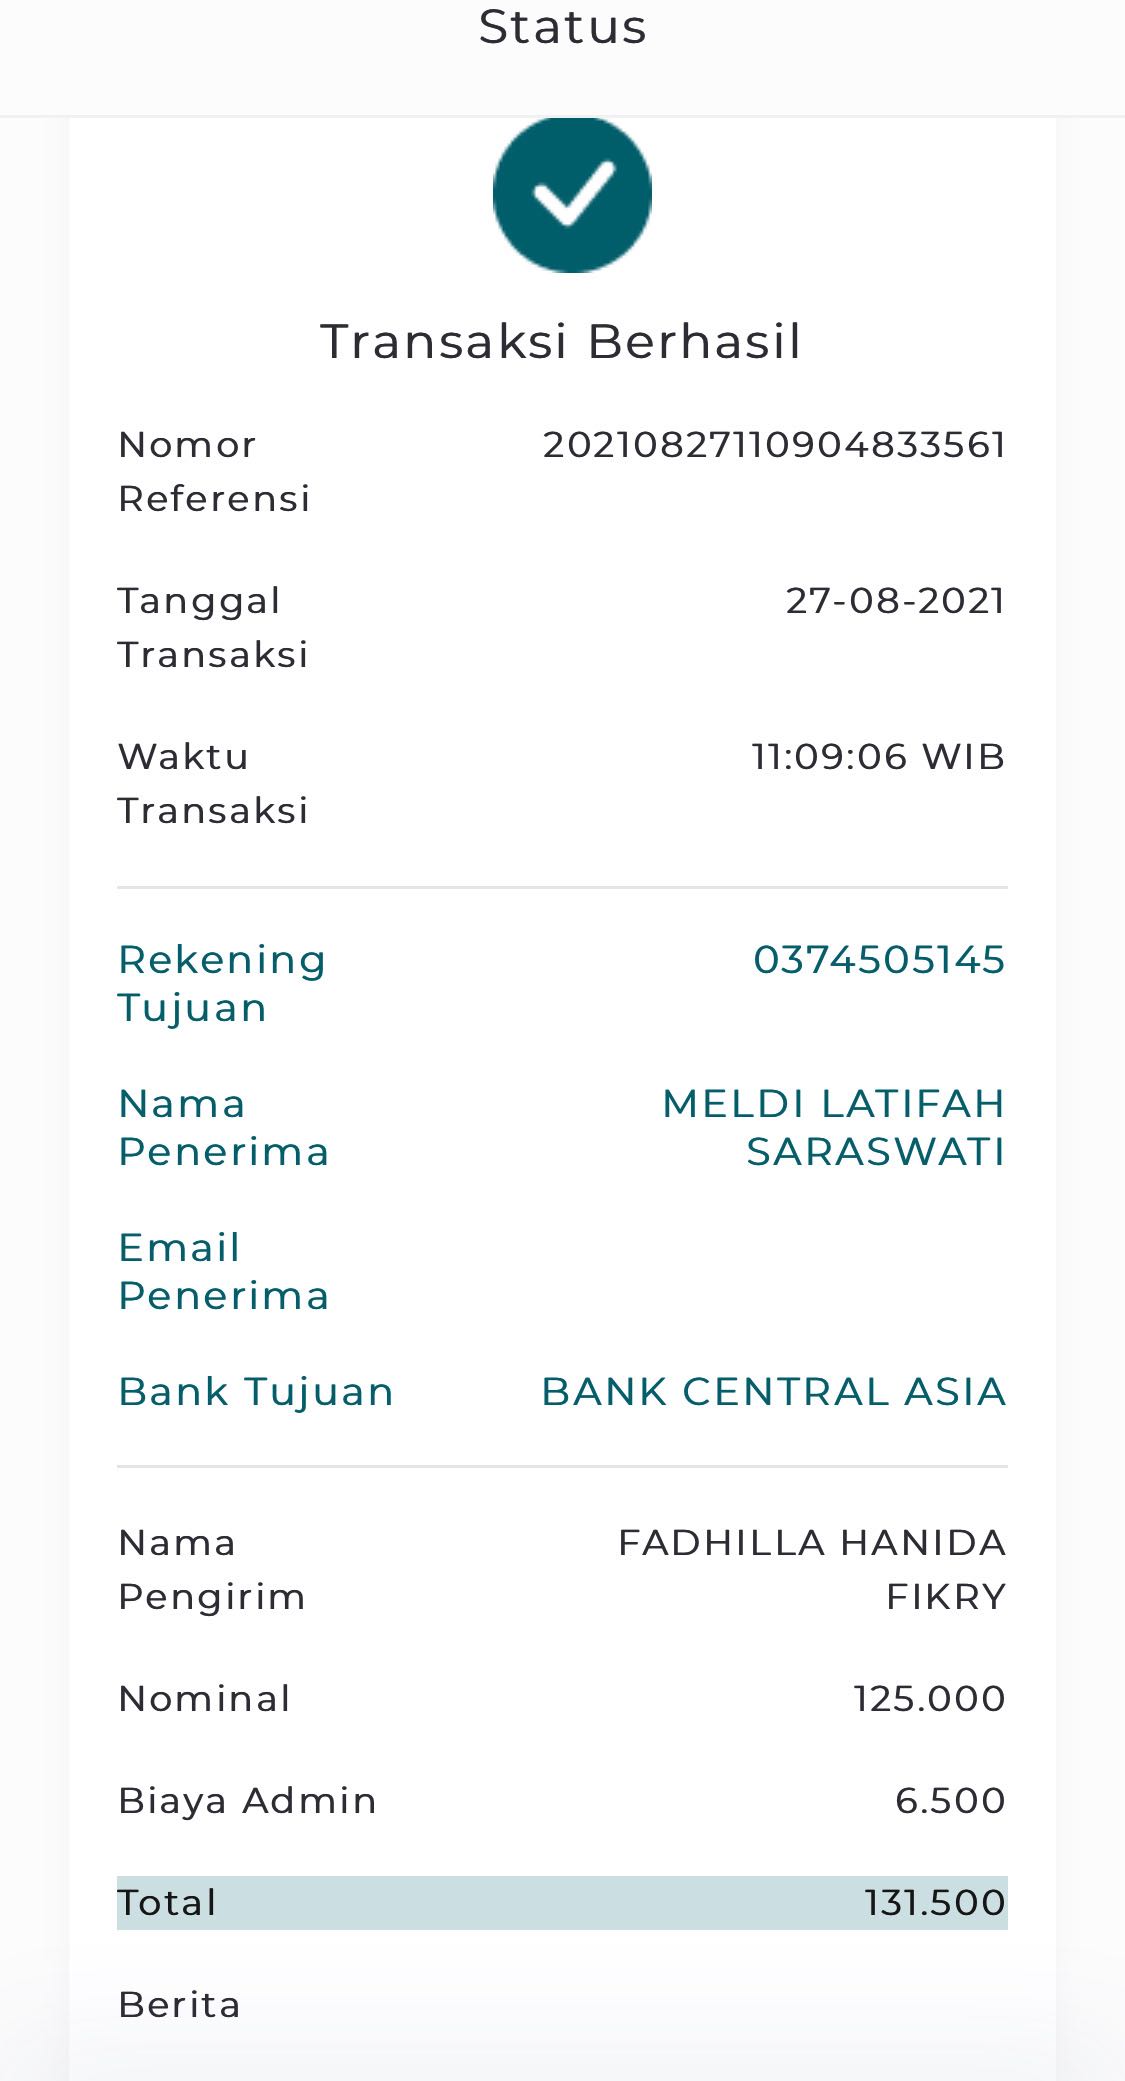 Status
Transaksi Berhasil
Nomor Referensi 20210827110904833561
Tanggal Transaksi 27-08-2021
Waktu Transaksi 11:09:06 WIB
Rekening Tujuan 0374505145
Nama Penerima MELDI LATIFAH SARASWATI
Email Penerima
Bank Tujuan BANK CENTRAL ASIA
Nama Pengirim FADHILLA HANIDA FIKRY
Nominal 125.000
Biaya Admin 6.500
Total 131.500
Berita